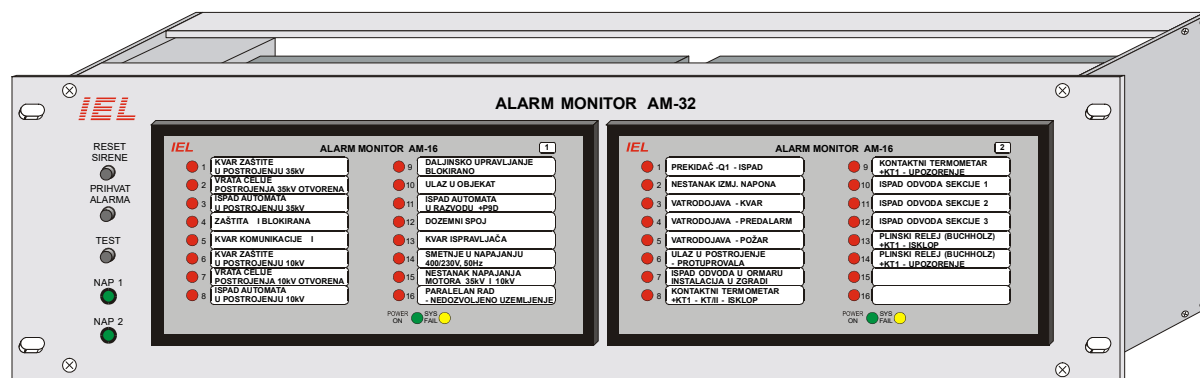 IEL
ALARM MONITOR AM-32
RESET
SIRENE
PRIHVAT
ALARMA
TEST
NAP 1
NAP 2
IEL
ALARM MONITOR AM-16
1
1 KVAR ZAŠTITE
U POSTROJENJU 35kV
2 VRATA ĆELIJE
POSTROJENJA 35kV OTVORENA
3 ISPAD AUTOMATA
U POSTROJENJU 35kV
4 ZAŠTITA I BLOKIRANA
5 KVAR KOMUNIKACIJE I
6 KVAR ZAŠTITE
U POSTROJENJU 10kV
7 VRATA ĆELIJE
POSTROJENJA 10kV OTVORENA
8 ISPAD AUTOMATA
U POSTROJENJU 10kV
9 DALJINSKO UPRAVLJANJE
BLOKIRANO
10 ULAZ U OBJEKAT
11 ISPAD AUTOMATA
U RAZVODU +P9D
12 DOZEMNI SPOJ
13 KVAR ISPRAVLJAČA
14 SMETNJE U NAPAJANJU
400/230V, 50Hz
15 NESTANAK NAPAJANJA
MOTORA 35kV I 10kV
16 PARALELAN RAD
- NEDOZVOLJENO UZEMLJENJE
POWER
ON
SYS
FAIL
IEL
ALARM MONITOR AM-16
2
1 PREKIDAČ -Q1 - ISPAD
2 NESTANAK IZMJ. NAPONA
3 VATRODOJAVA - KVAR
4 VATRODOJAVA - PREDALARM
5 VATRODOJAVA - POŽAR
6 ULAZ U POSTROJENJE
- PROTUPROVALA
7 ISPAD ODVODA U ORMARU
INSTALACIJA U ZGRADI
8 KONTAKTNI TERMOMETAR
+KT1 - KT/II - ISKLOP
9 KONTAKTNI TERMOMETAR
+KT1 - UPOZORENJE
10 ISPAD ODVODA SEKCIJE 1
11 ISPAD ODVODA SEKCIJE 2
12 ISPAD ODVODA SEKCIJE 3
13 PLINSKI RELEJ (BUCHHOLZ)
+KT1 - ISKLOP
14 PLINSKI RELEJ (BUCHHOLZ)
+KT1 - UPOZORENJE
15
16
POWER
ON
SYS
FAIL